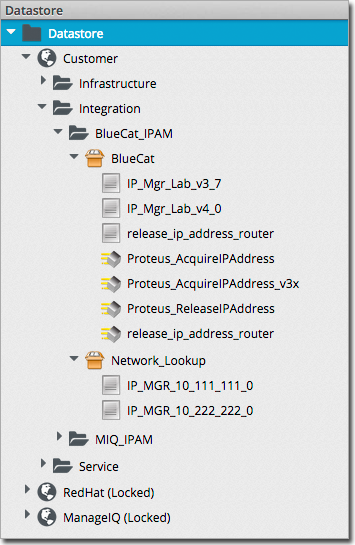 Datastore
Datastore
Customer
Infrastructure
Integration
BlueCat_IPAM
BlueCat
IP_Mgr_Lab_v3_7
IP_Mgr_Lab_v4_0
release_ip_address_router
Proteus_AcquireIPAddress
Proteus_AcquireIPAddress_v3x
Proteus_ReleaseIPAddress
release_ip_address_router
Network_Lookup
IP_MGR_10_111_111_0
IP_MGR_10_222_222_0
MIQ_IPAM
Service
RedHat (Locked)
ManageIQ (Locked)